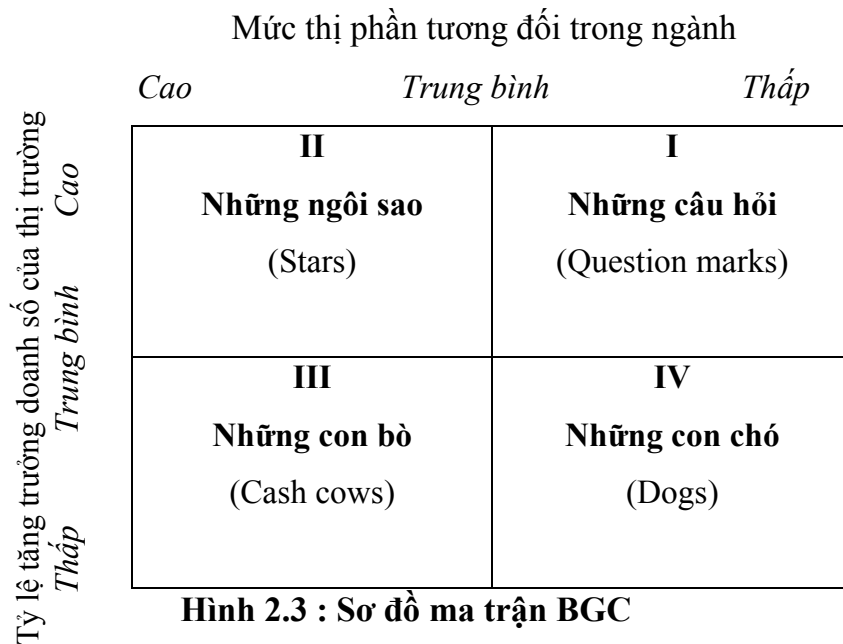 Mức thị phần tương đối trong ngành
Cao Trung bình Thấp
Tỷ lệ tăng trưởng doanh số của thị trường
Cao
Trung bình
Thấp
II
Những ngôi sao
(Stars)
I
Những câu hỏi
(Question marks)
III
Những con bò
(Cash cows)
IV
Những con chó
(Dogs)
Hình 2.3 : Sơ đồ ma trận BGC